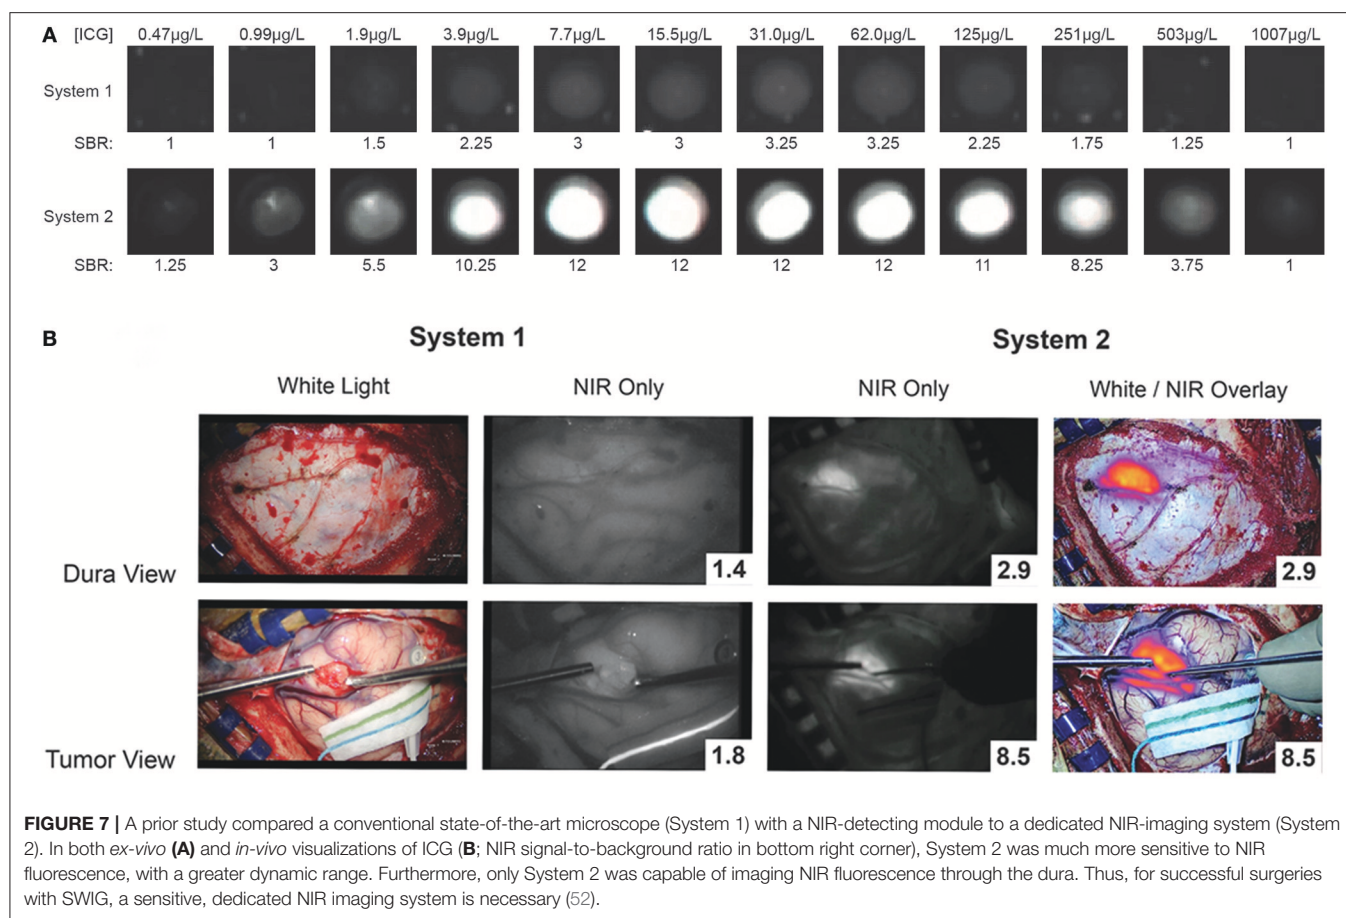 A [ICG] 0.47µg/L 0.99µg/L 1.9µg/L 3.9µg/L 7.7µg/L 15.5µg/L 31.0µg/L 62.0µg/L 125µg/L 251µg/L 503µg/L 1007µg/L
System 1
SBR: 1 1 1.5 2.25 3 3 3.25 3.25 2.25 1.75 1.25 1
System 2
SBR: 1.25 3 5.5 10.25 12 12 12 12 11 8.25 3.75 1
B System 1 System 2
White Light NIR Only NIR Only White / NIR Overlay
Dura View 1.4 2.9 2.9
Tumor View 1.8 8.5 8.5
FIGURE 7 | A prior study compared a conventional state-of-the-art microscope (System 1) with a NIR-detecting module to a dedicated NIR-imaging system (System
2). In both ex-vivo (A) and in-vivo visualizations of ICG (B; NIR signal-to-background ratio in bottom right corner), System 2 was much more sensitive to NIR
fluorescence, with a greater dynamic range. Furthermore, only System 2 was capable of imaging NIR fluorescence through the dura. Thus, for successful surgeries
with SWIG, a sensitive, dedicated NIR imaging system is necessary (52).